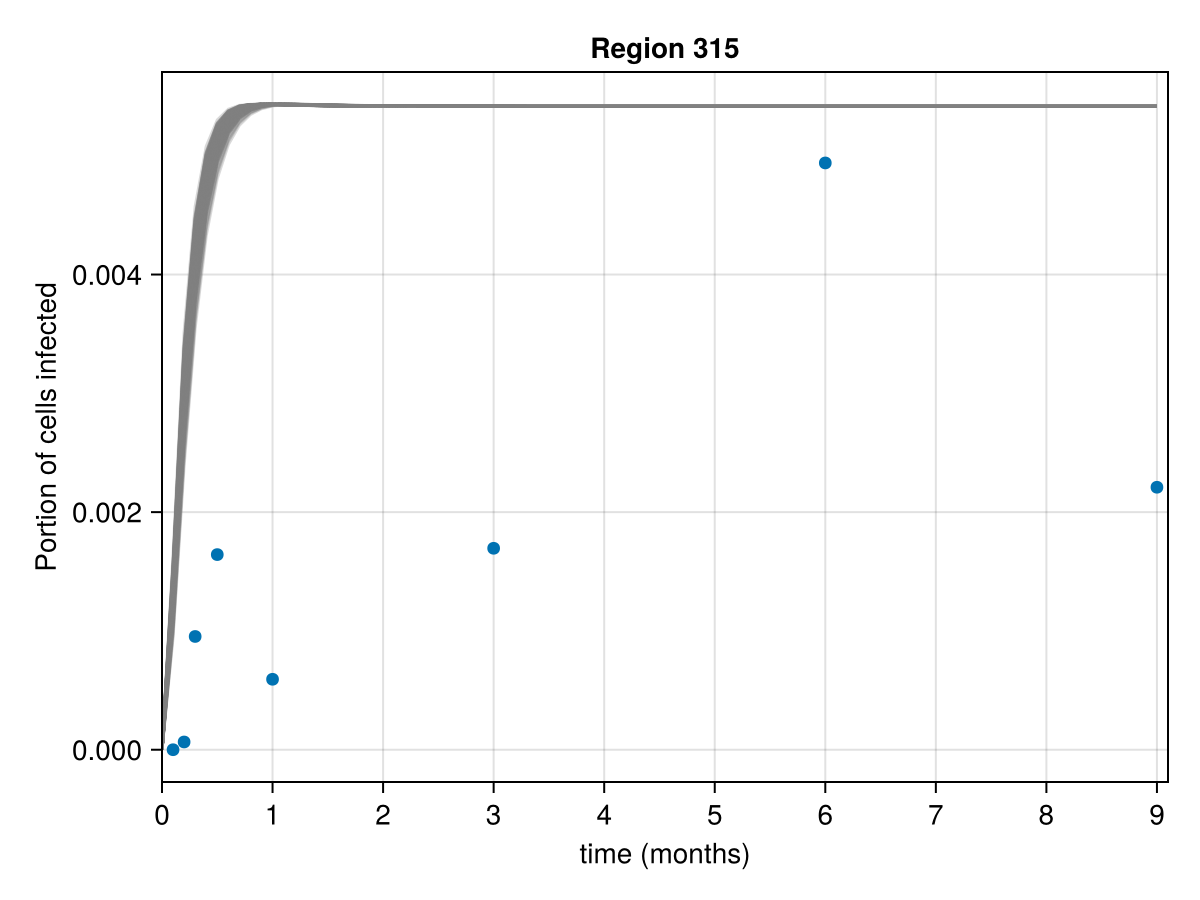 Region 315
Portion of cells infected
0.004
0.002
0.000
0 1 2 3 4 5 6 7 8 9
time (months)